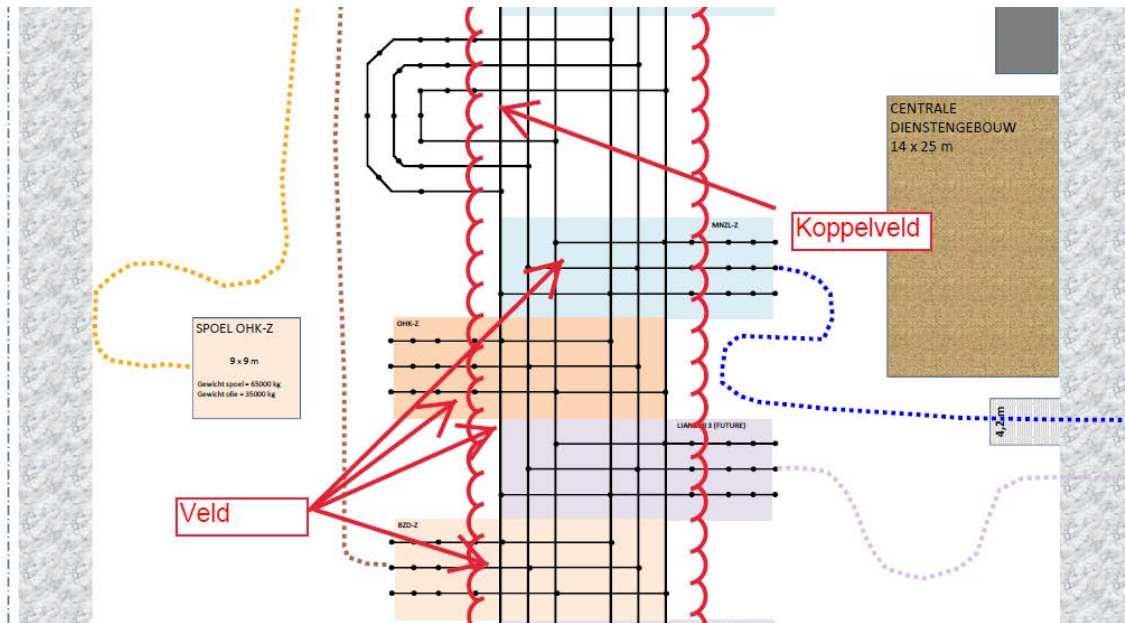 CENTRALE
DIENSTENGEBOUW
14 x 25 m
MNZL-Z
Koppelveld
SPOEL OHK-Z
9 x 9 m
Gewicht spoel = 65000 kg
Gewicht olie = 35000 kg
OHK-Z
4,2 m
(FUTURE)
Veld
BZD-Z